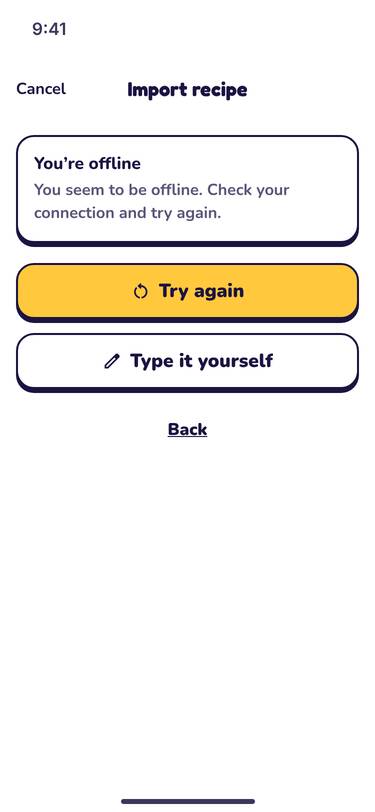 9:41
Cancel
Import recipe
You’re offline
You seem to be offline. Check your
connection and try again.
Try again
Type it yourself
Back